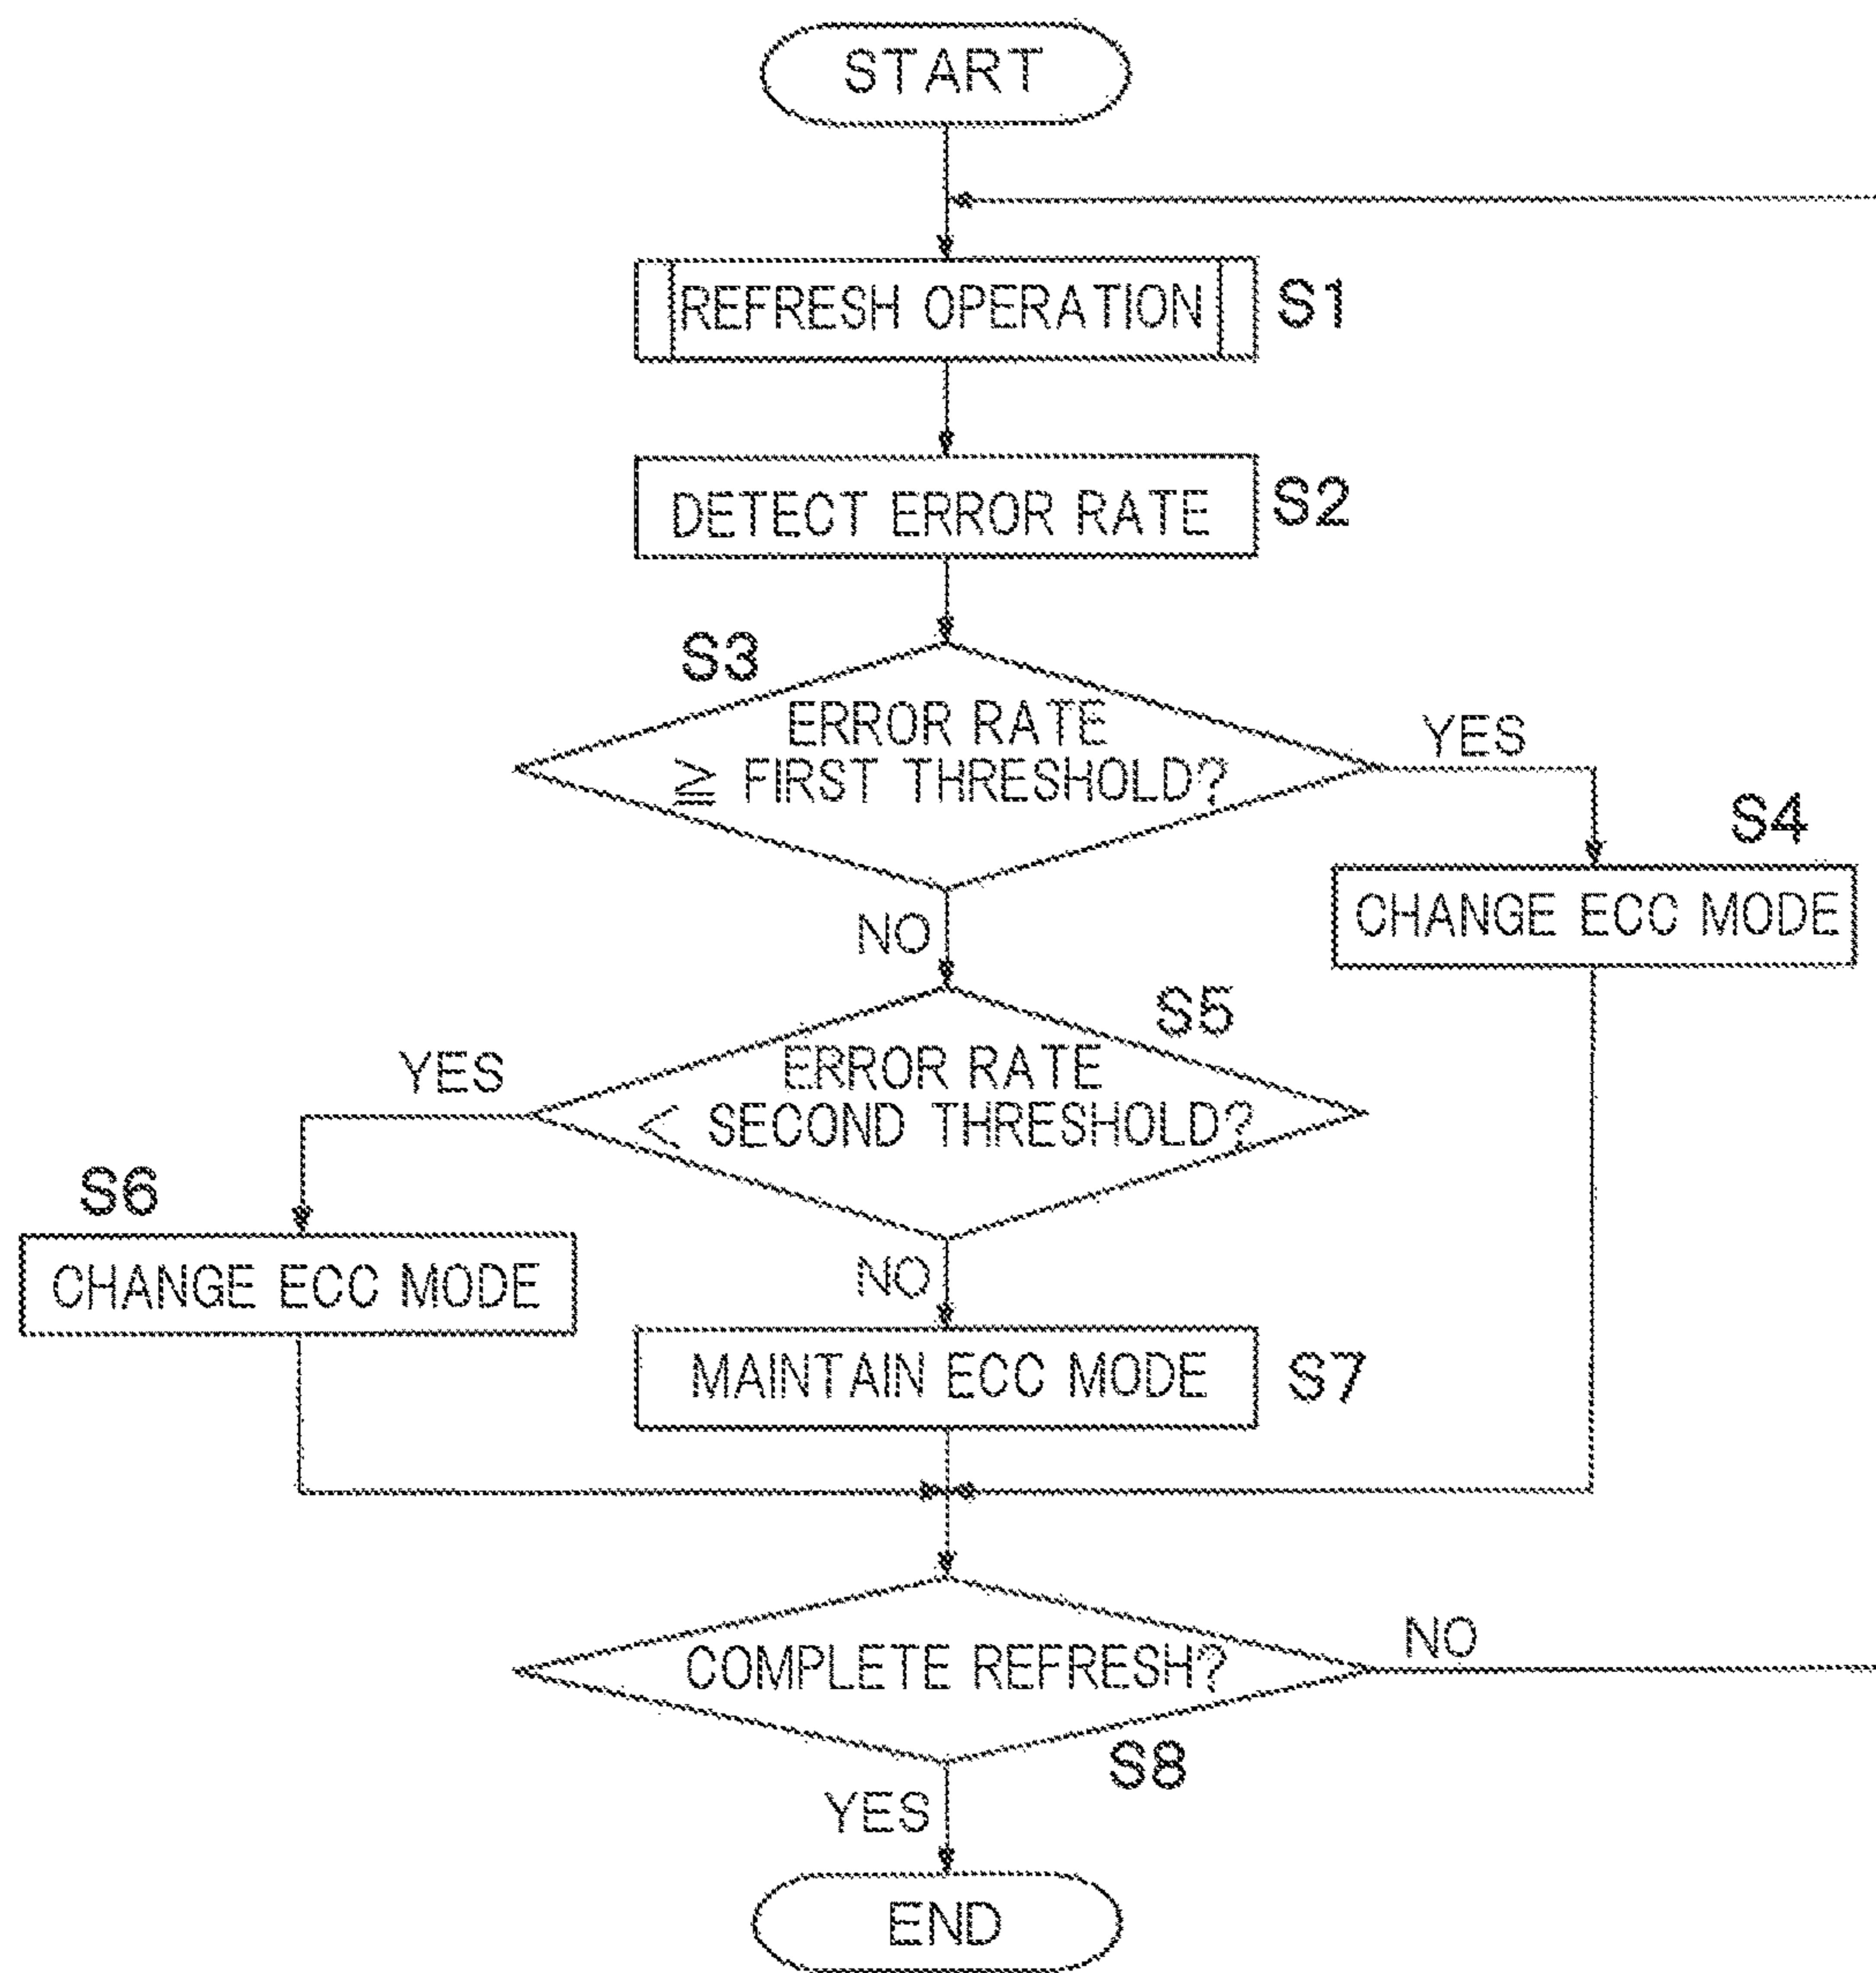 START
REFRESH OPERATION
S1
DETECT ERROR RATE
S2
S3
ERROR RATE
≧ FIRST THRESHOLD?
YES
S4
CHANGE ECC MODE
NO
S5
ERROR RATE
< SECOND THRESHOLD?
YES
S6
CHANGE ECC MODE
NO
MAINTAIN ECC MODE
S7
COMPLETE REFRESH?
NO
S8
YES
END